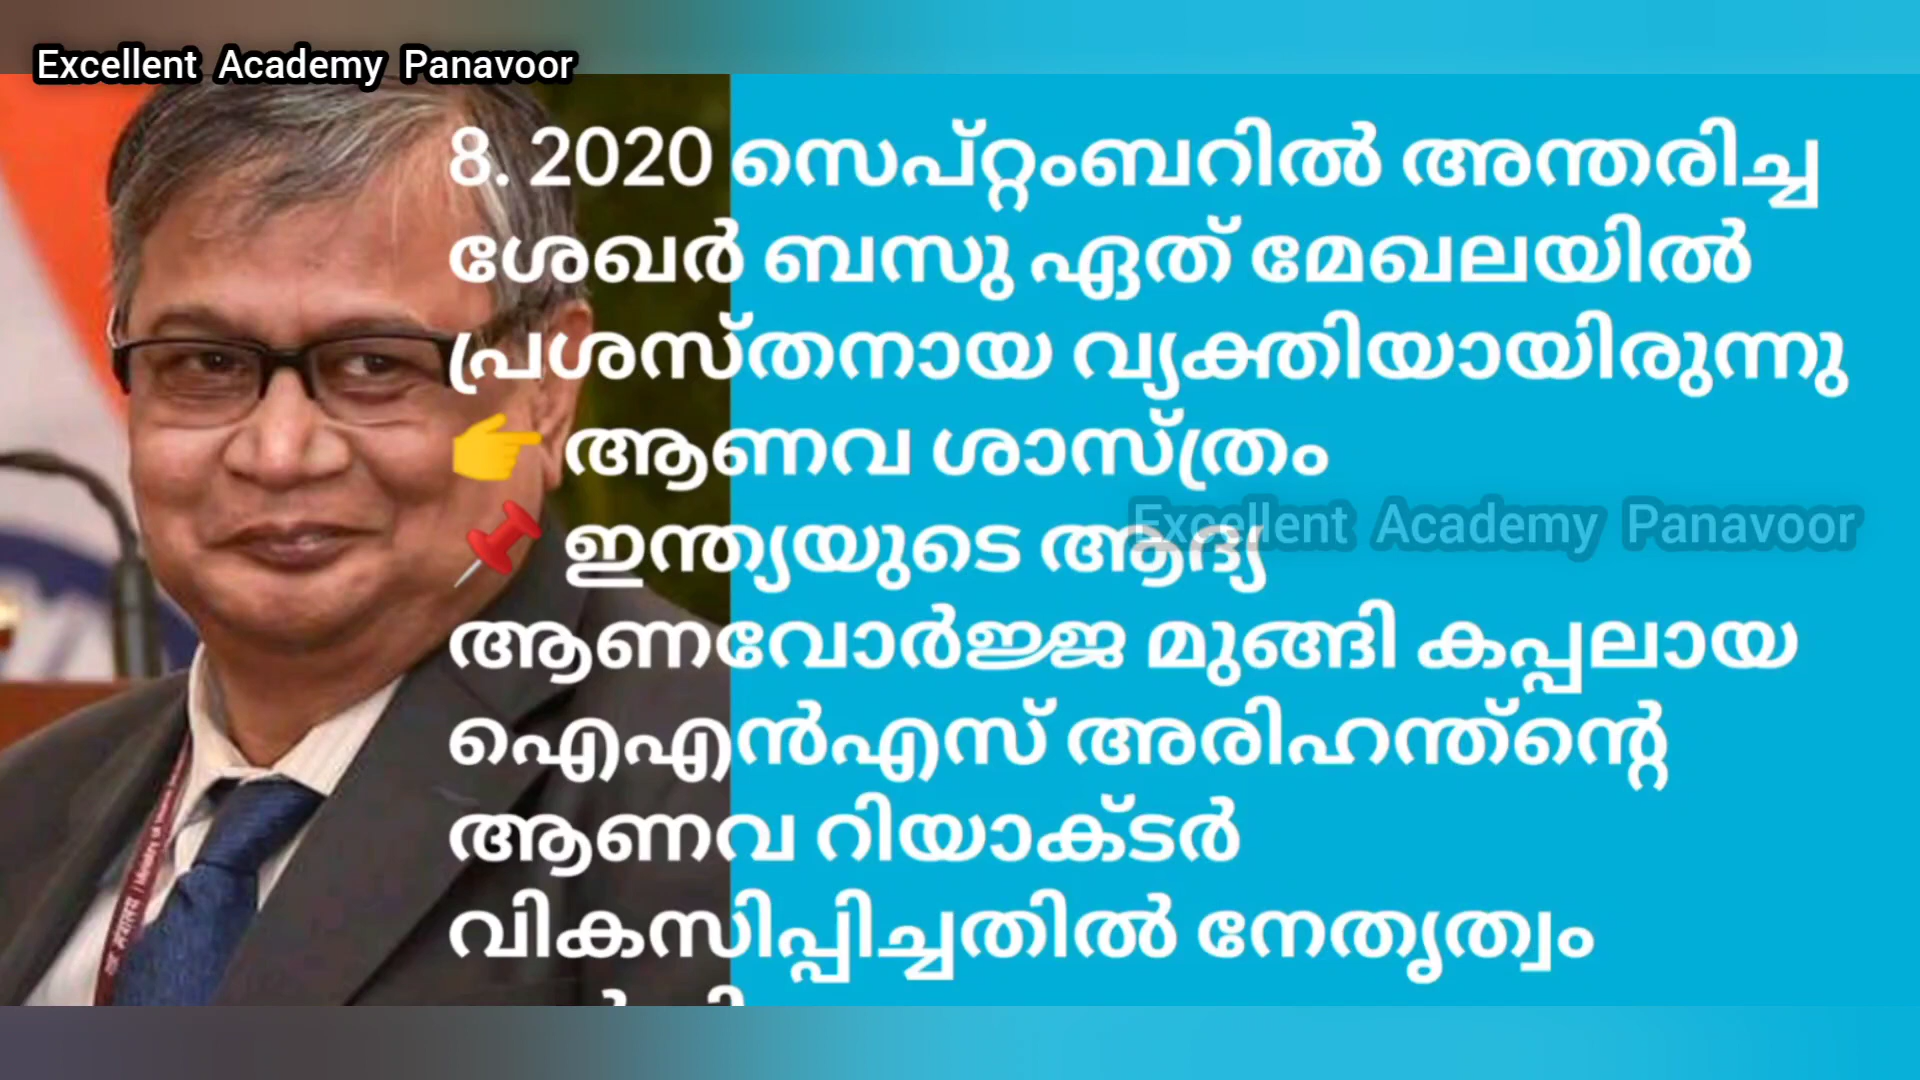 Excellent Academy Panavoor
8. 2020 സെപ്റ്റംബറിൽ അന്തരിച്ച
ശേഖർ ബസു ഏത് മേഖലയിൽ
പ്രശസ്തനായ വ്യക്തിയായിരുന്നു
👉 ആണവ ശാസ്ത്രം
📌 ഇന്ത്യയുടെ ആദ്യ
Excellent Academy Panavoor
ആണവോർജ്ജ മുങ്ങി കപ്പലായ
ഐഎൻഎസ് അരിഹന്ത്ന്റെ
ആണവ റിയാക്ടർ
വികസിപ്പിച്ചതിൽ നേതൃത്വം